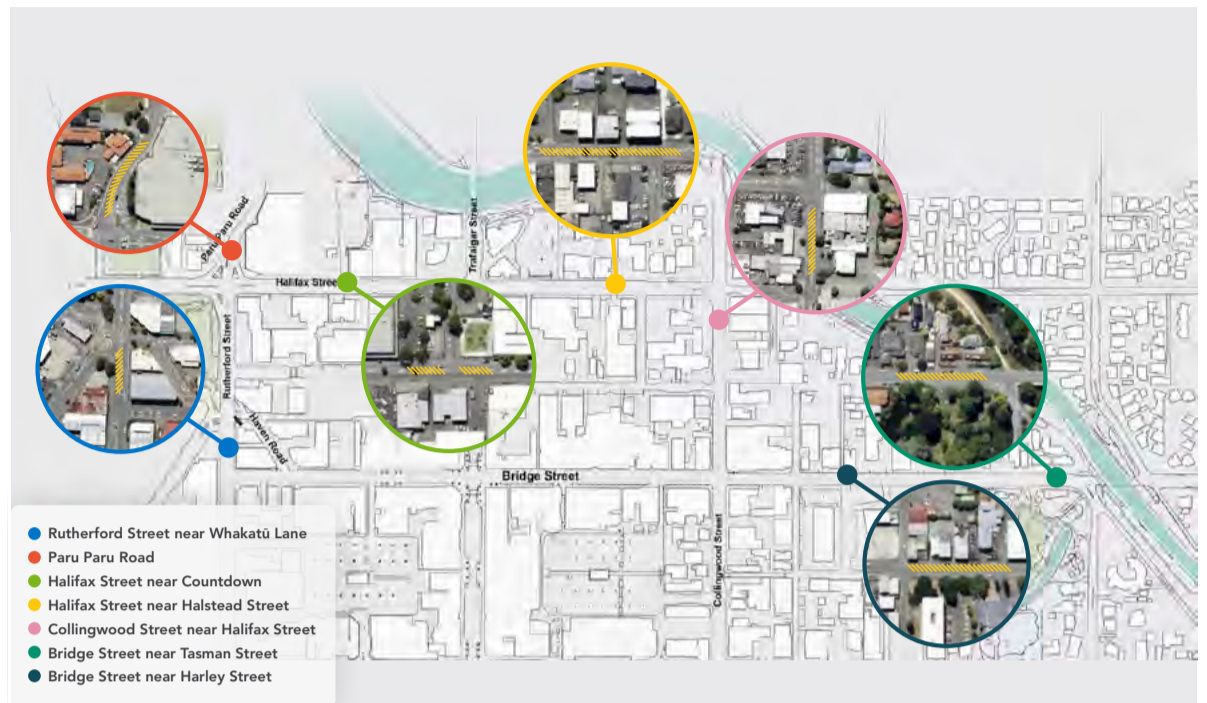 Paru Paru Road
Trafalgar Street
Halifax Street
Rutherford Street
Haven Road
Bridge Street
Collingwood Street
Rutherford Street near Whakatū Lane
Paru Paru Road
Halifax Street near Countdown
Halifax Street near Halstead Street
Collingwood Street near Halifax Street
Bridge Street near Tasman Street
Bridge Street near Harley Street